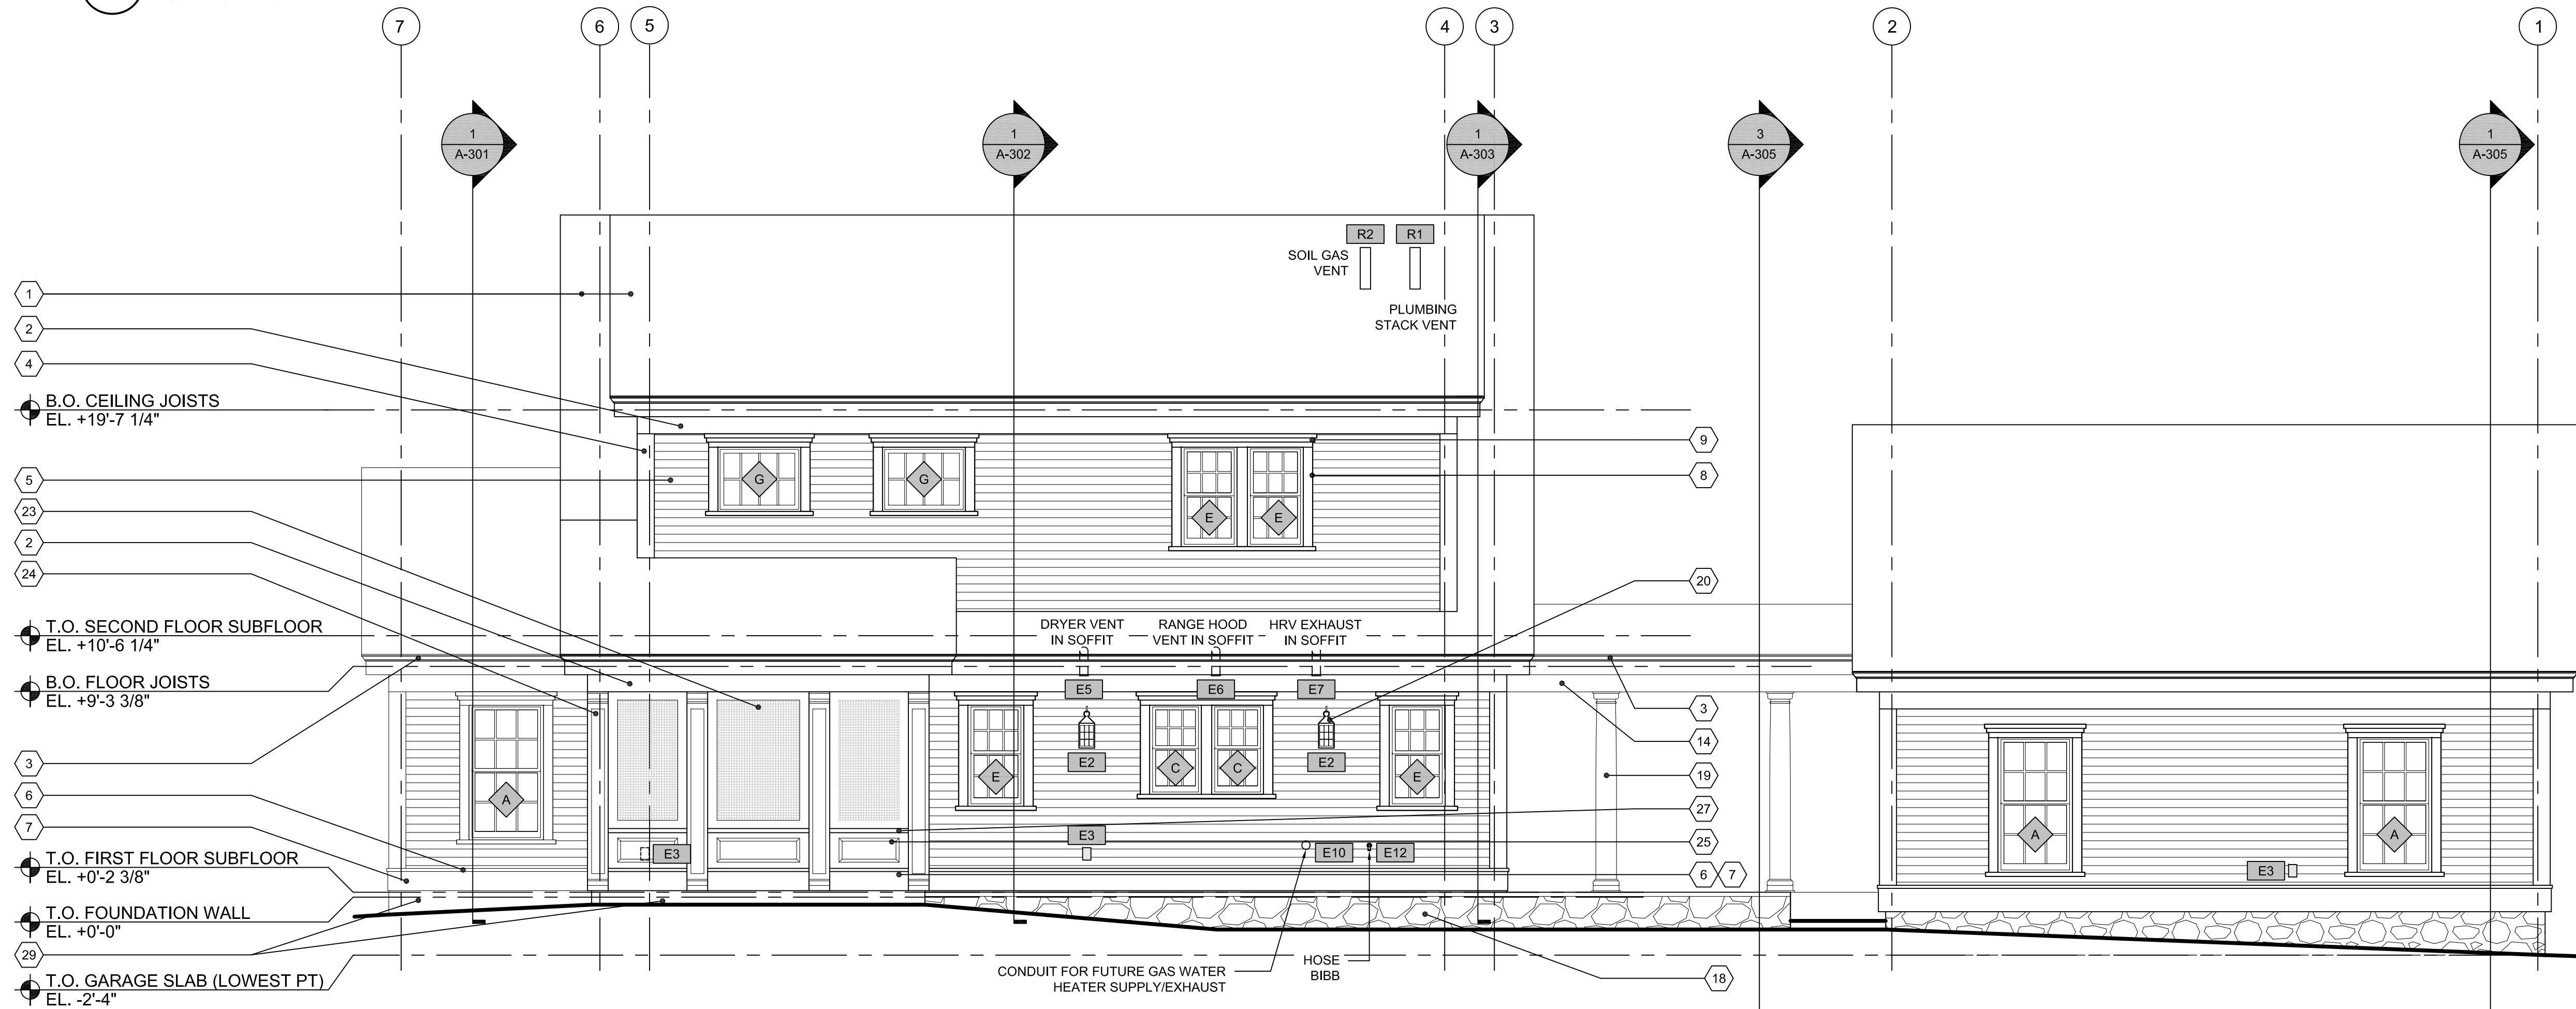 7
6
5
4
3
2
1
1
A-301
1
A-302
1
A-303
3
A-305
1
A-305
R2
R1
SOIL GAS
VENT
PLUMBING
STACK VENT
1
2
4
B.O. CEILING JOISTS
EL. +19'-7 1/4"
9
8
G
G
E
E
5
23
2
24
20
T.O. SECOND FLOOR SUBFLOOR
EL. +10'-6 1/4"
DRYER VENT
IN SOFFIT
RANGE HOOD
VENT IN SOFFIT
HRV EXHAUST
IN SOFFIT
B.O. FLOOR JOISTS
EL. +9'-3 3/8"
E5
E6
E7
3
14
3
19
E2
E2
E
C
C
E
A
6
27
7
E3
A
A
25
T.O. FIRST FLOOR SUBFLOOR
EL. +0'-2 3/8"
E3
E10
E12
6
7
E3
T.O. FOUNDATION WALL
EL. +0'-0"
29
HOSE
BIBB
CONDUIT FOR FUTURE GAS WATER
HEATER SUPPLY/EXHAUST
18
T.O. GARAGE SLAB (LOWEST PT)
EL. -2'-4"